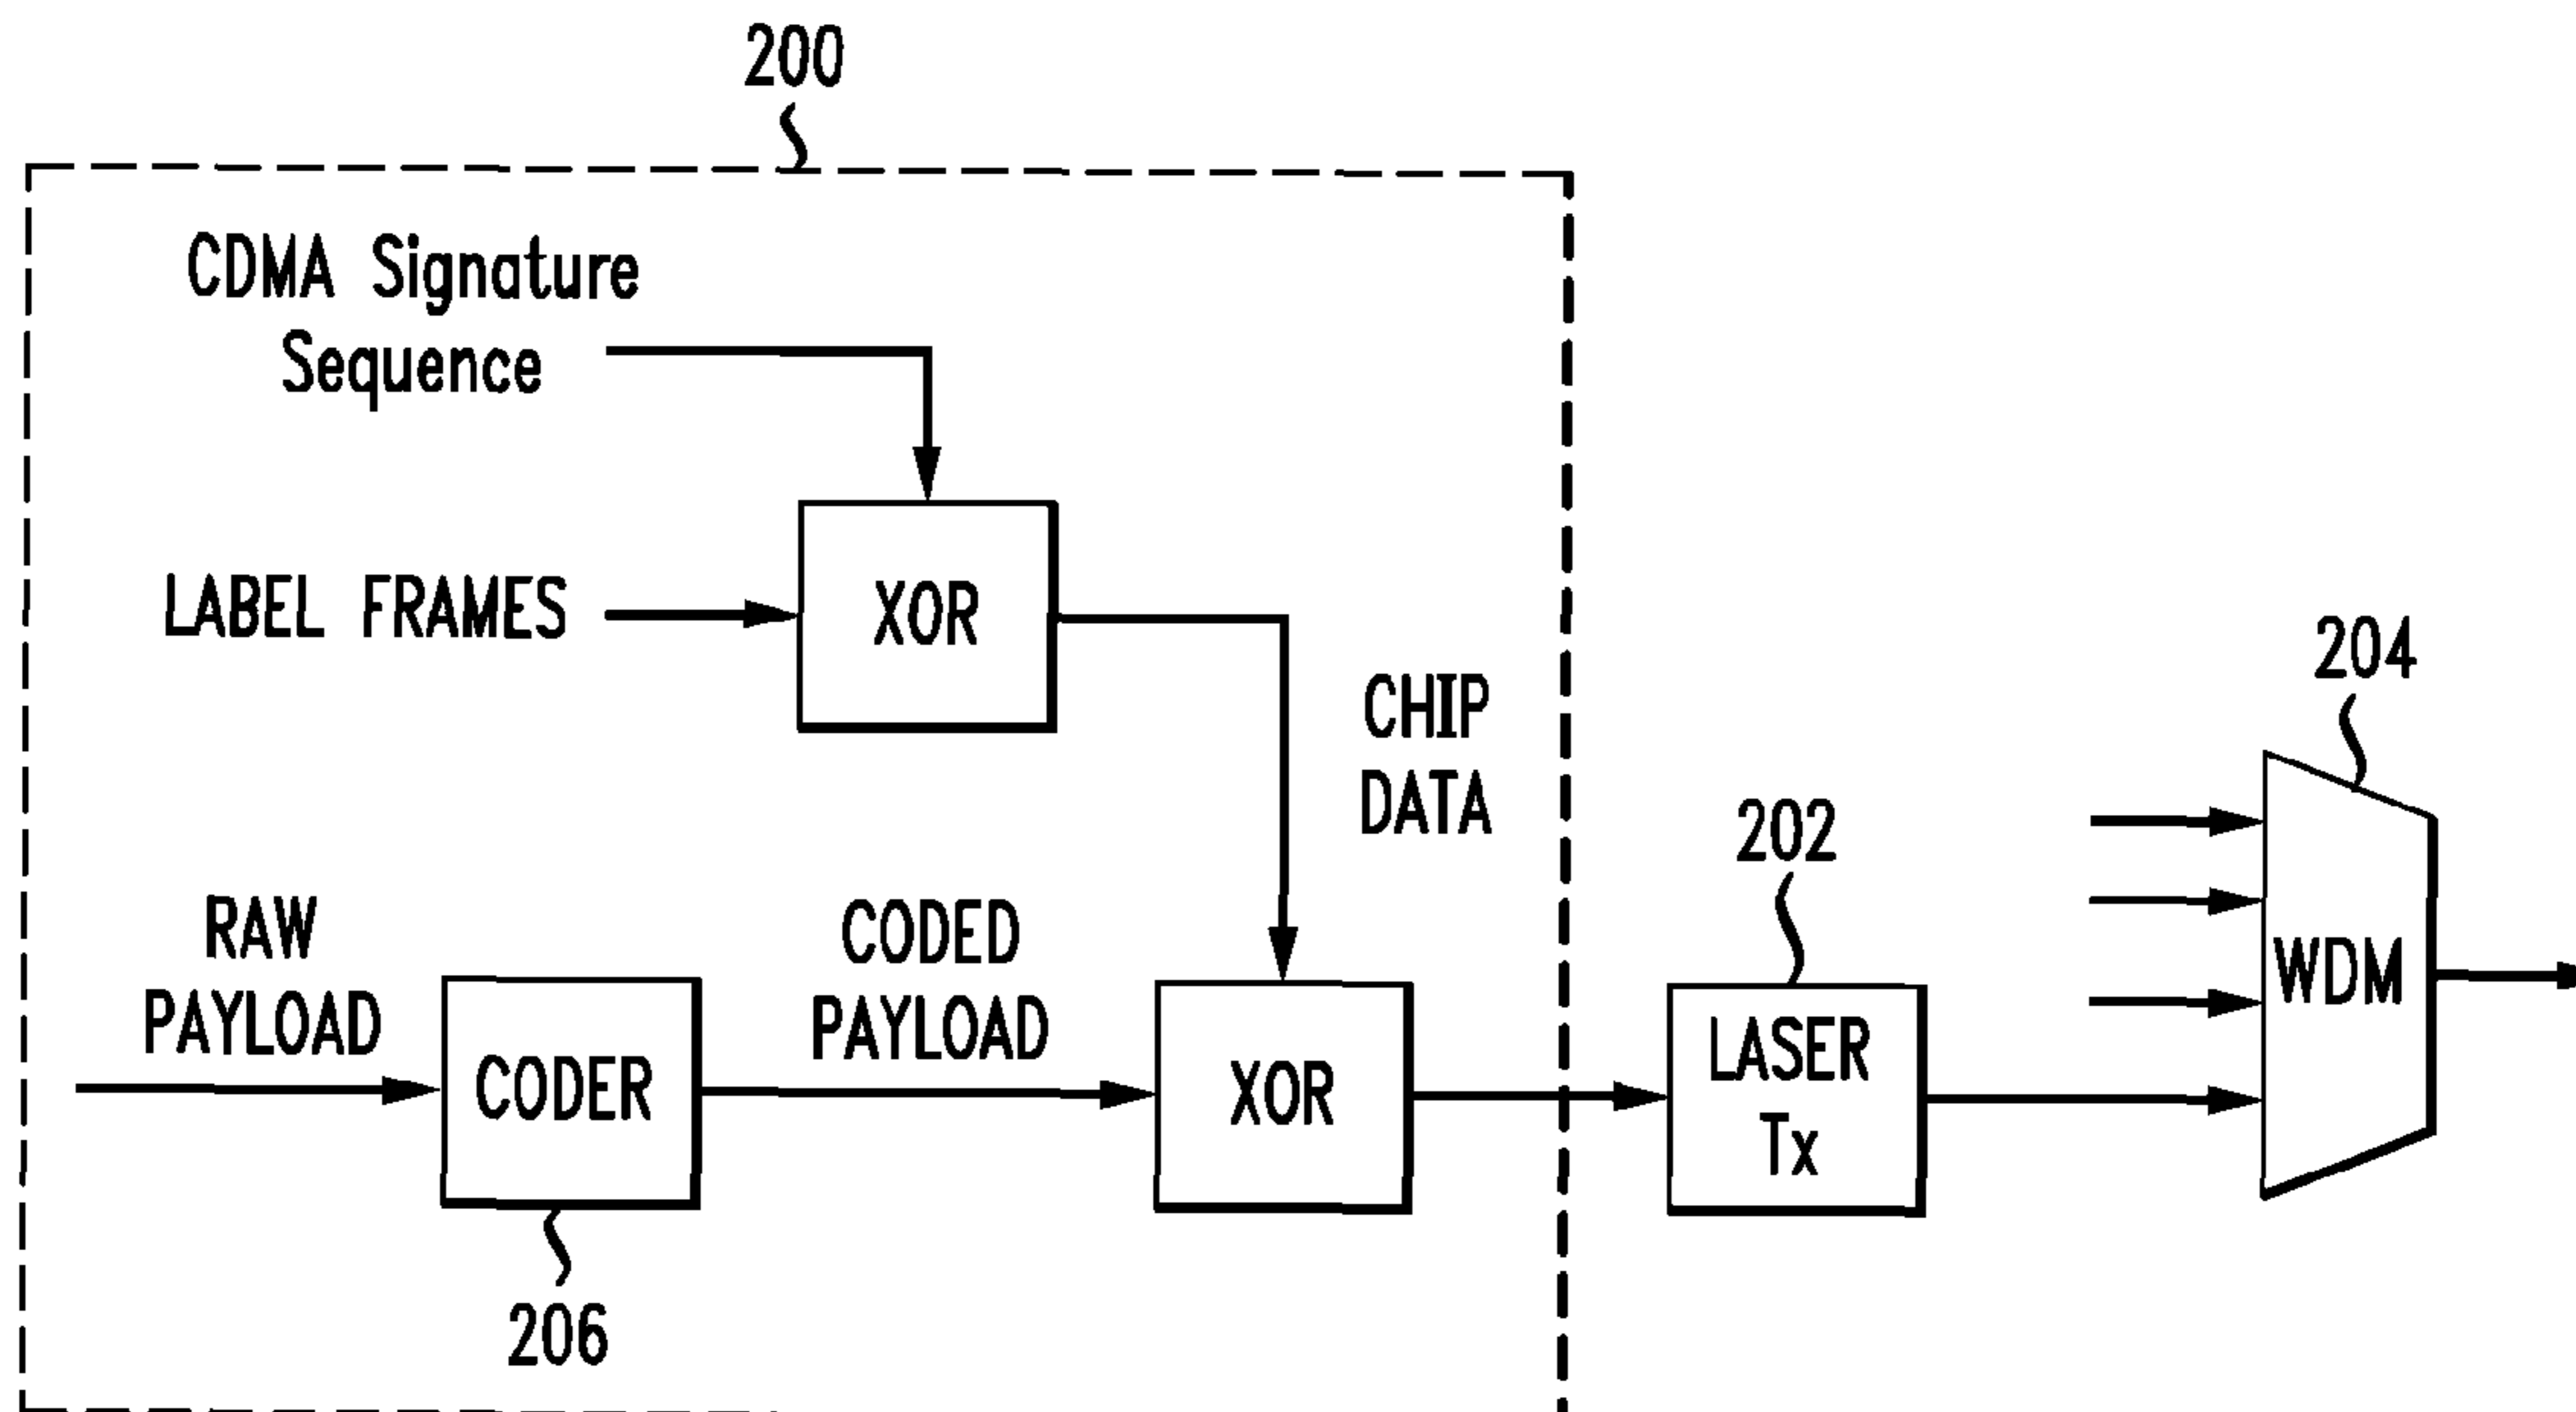 200
CDMA Signature
Sequence
LABEL FRAMES
XOR
CHIP
DATA
204
202
RAW
PAYLOAD
CODED
PAYLOAD
WDM
CODER
XOR
LASER
Tx
206